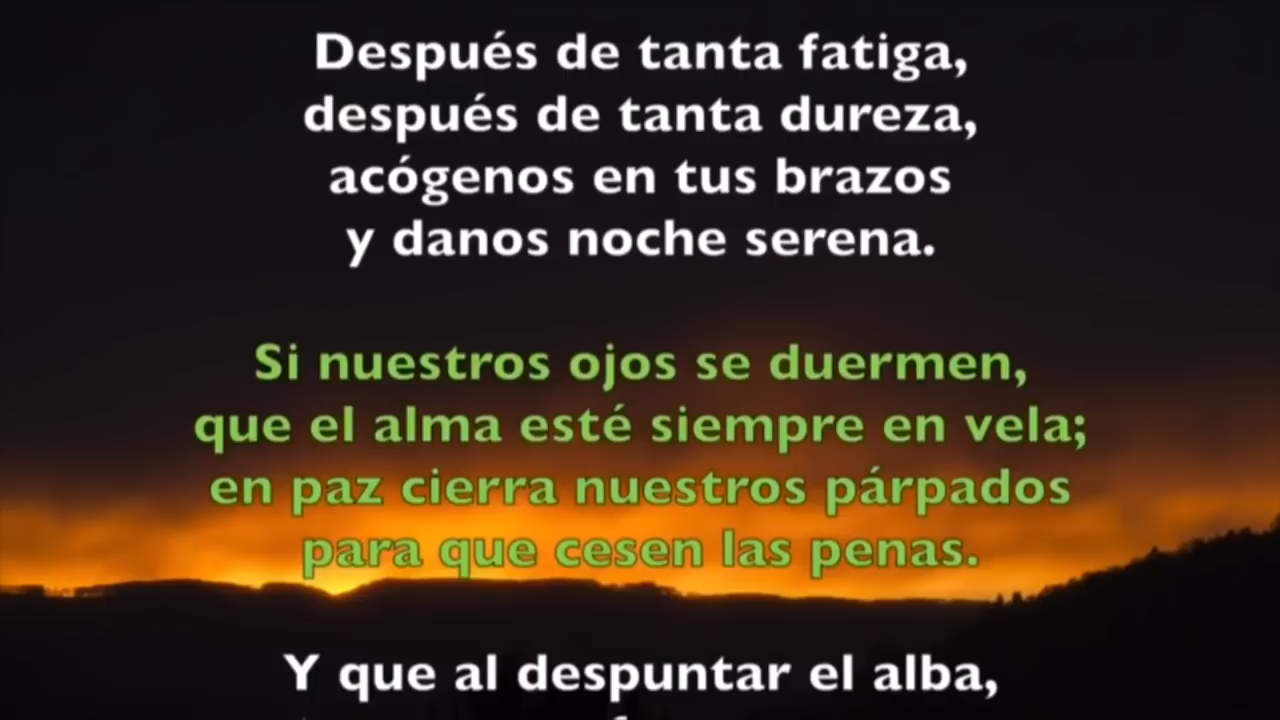 Después de tanta fatiga,
después de tanta dureza,
acógenos en tus brazos
y danos noche serena.
Si nuestros ojos se duermen,
que el alma esté siempre en vela;
en paz cierra nuestros párpados
para que cesen las penas.
Y que al despuntar el alba,